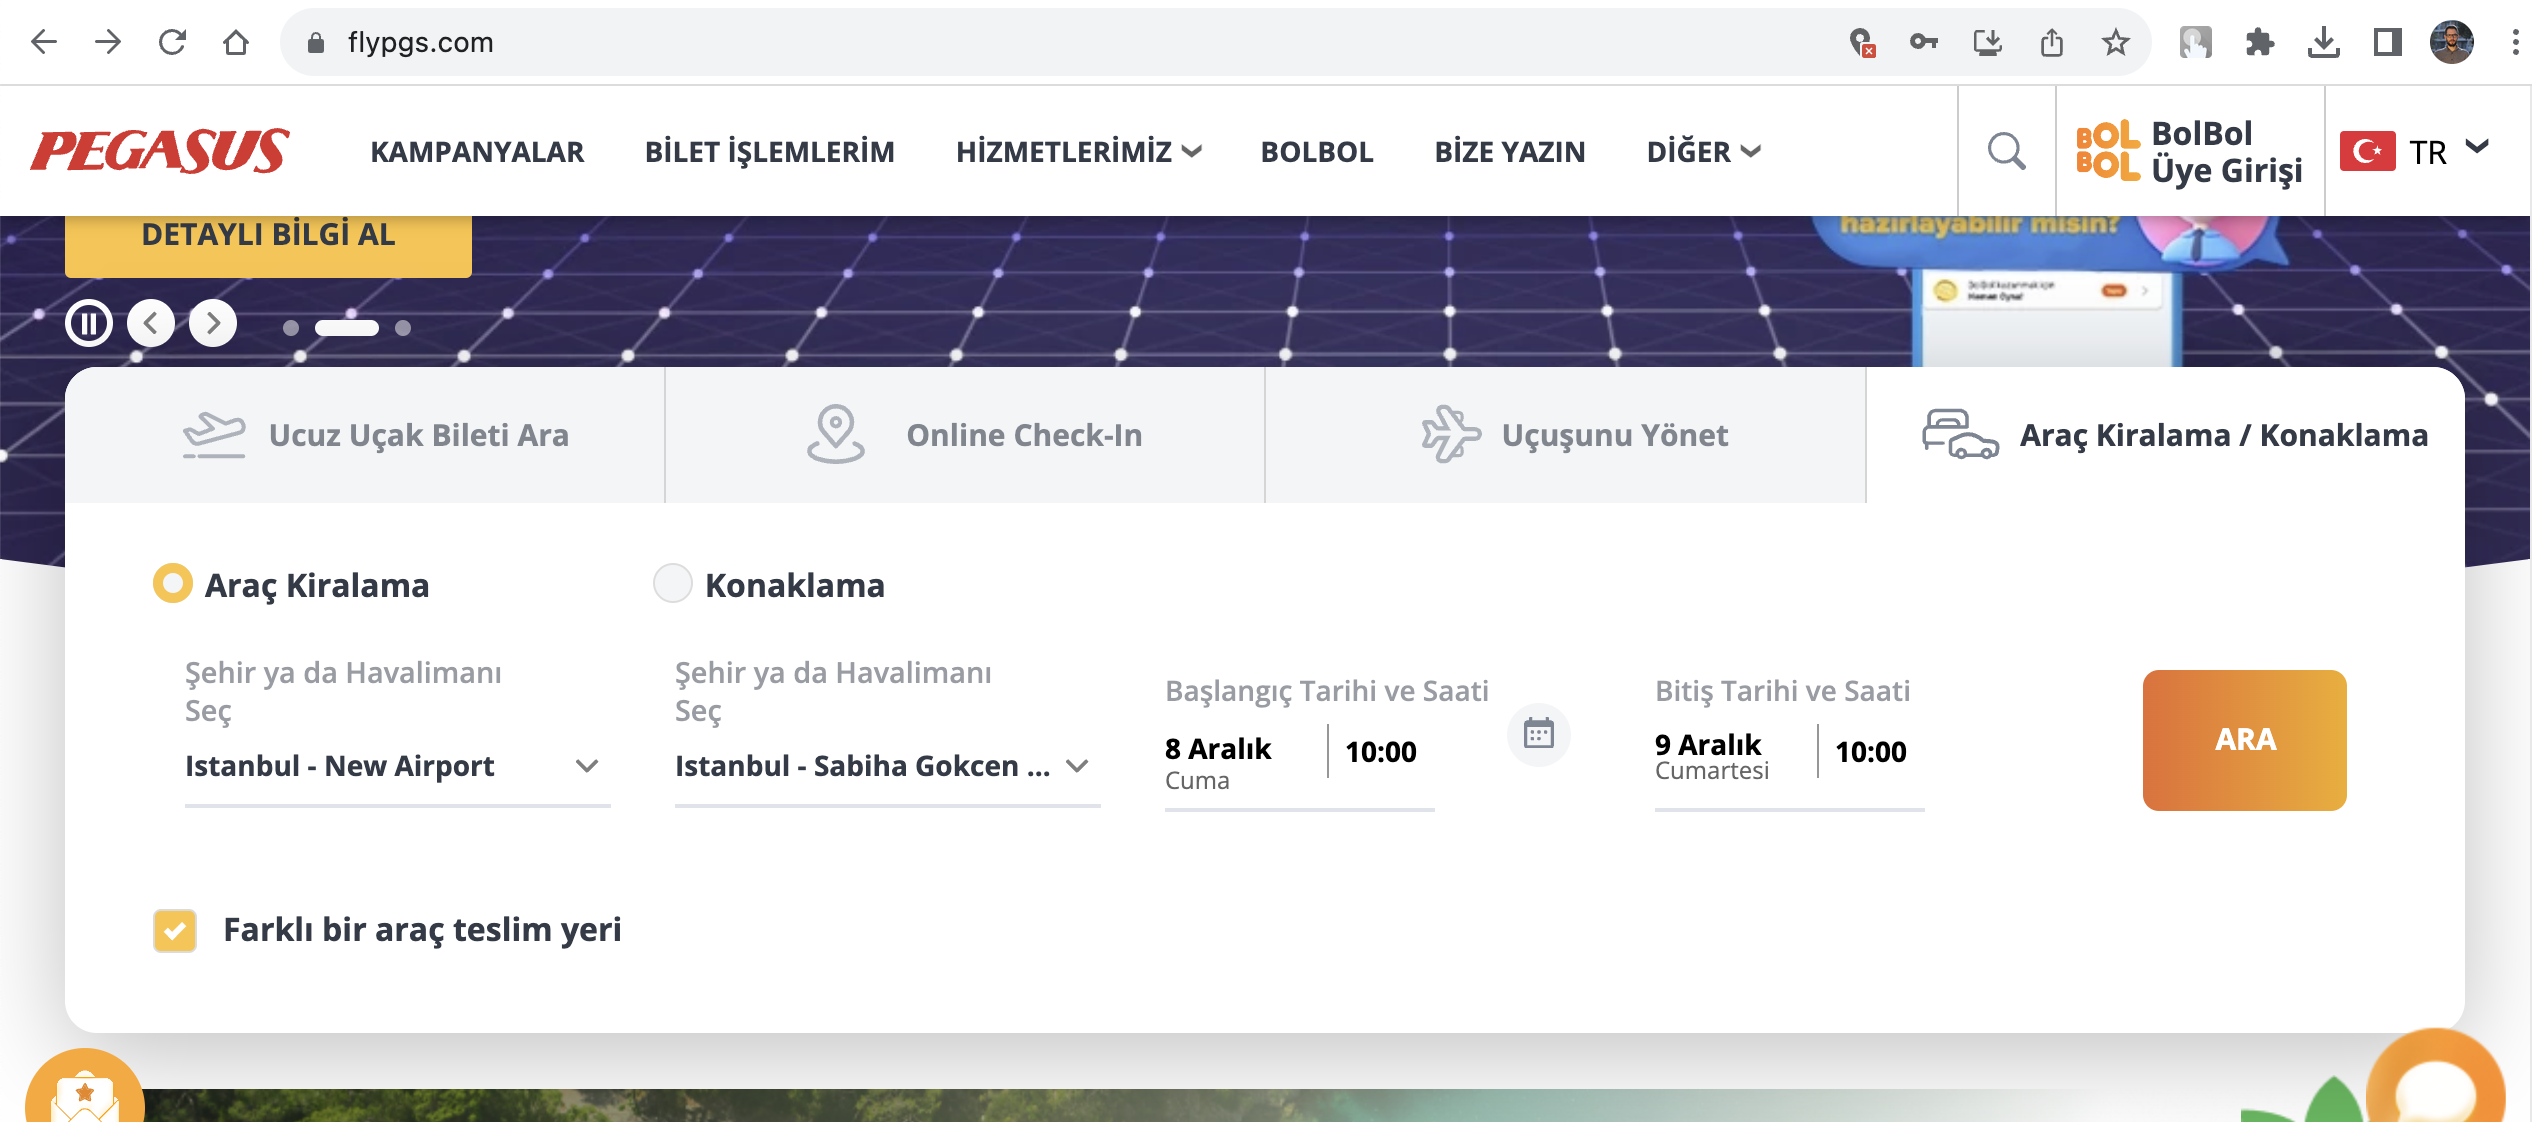 flypgs.com
PEGASUS
KAMPANYALAR
BİLET İŞLEMLERİM
HİZMETLERİMİZ
BOLBOL
BİZE YAZIN
DİĞER
BOL
BOL
BolBol
Üye Girişi
TR
DETAYLI BİLGİ AL
hazırlayabilir misin?
Ucuz Uçak Bileti Ara
Online Check-In
Uçuşunu Yönet
Araç Kiralama / Konaklama
Araç Kiralama
Konaklama
Şehir ya da Havalimanı
Seç
Istanbul - New Airport
Şehir ya da Havalimanı
Seç
Istanbul - Sabiha Gokcen ...
Başlangıç Tarihi ve Saati
8 Aralık
Cuma
10:00
Bitiş Tarihi ve Saati
9 Aralık
Cumartesi
10:00
ARA
Farklı bir araç teslim yeri